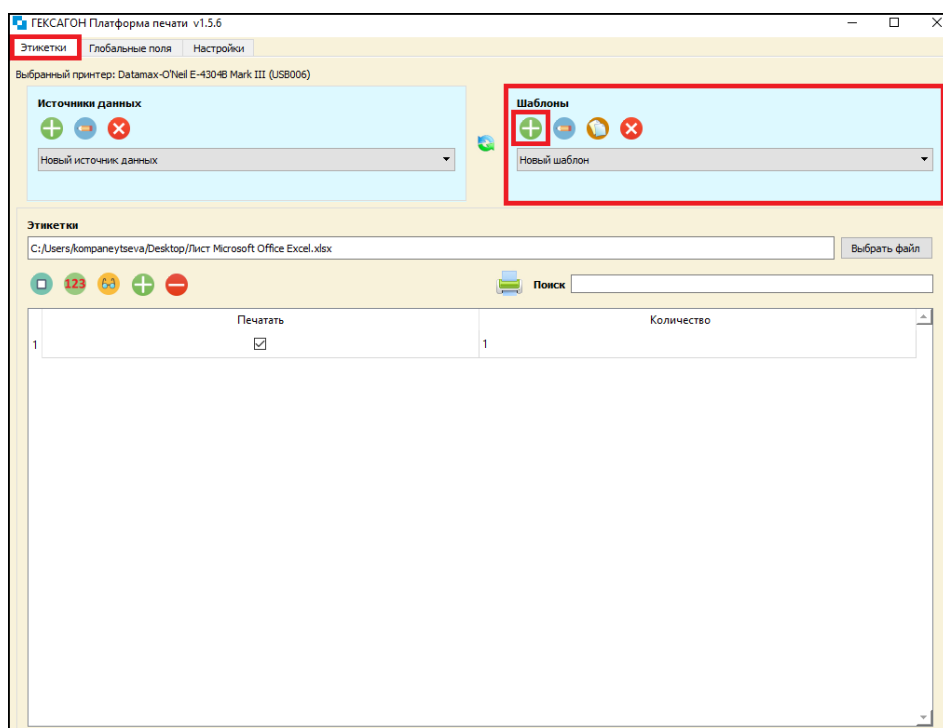 ГЕКСАГОН Платформа печати v1.5.6
Этикетки Глобальные поля Настройки
Выбранный принтер: Datamax-O'Neil E-4304B Mark III (USB006)
Источники данных
Новый источник данных
Шаблоны
Новый шаблон
Этикетки
C:/Users/kompaneytseva/Desktop/Лист Microsoft Office Excel.xlsx Выбрать файл
123 Поиск
Печатать Количество
1 1